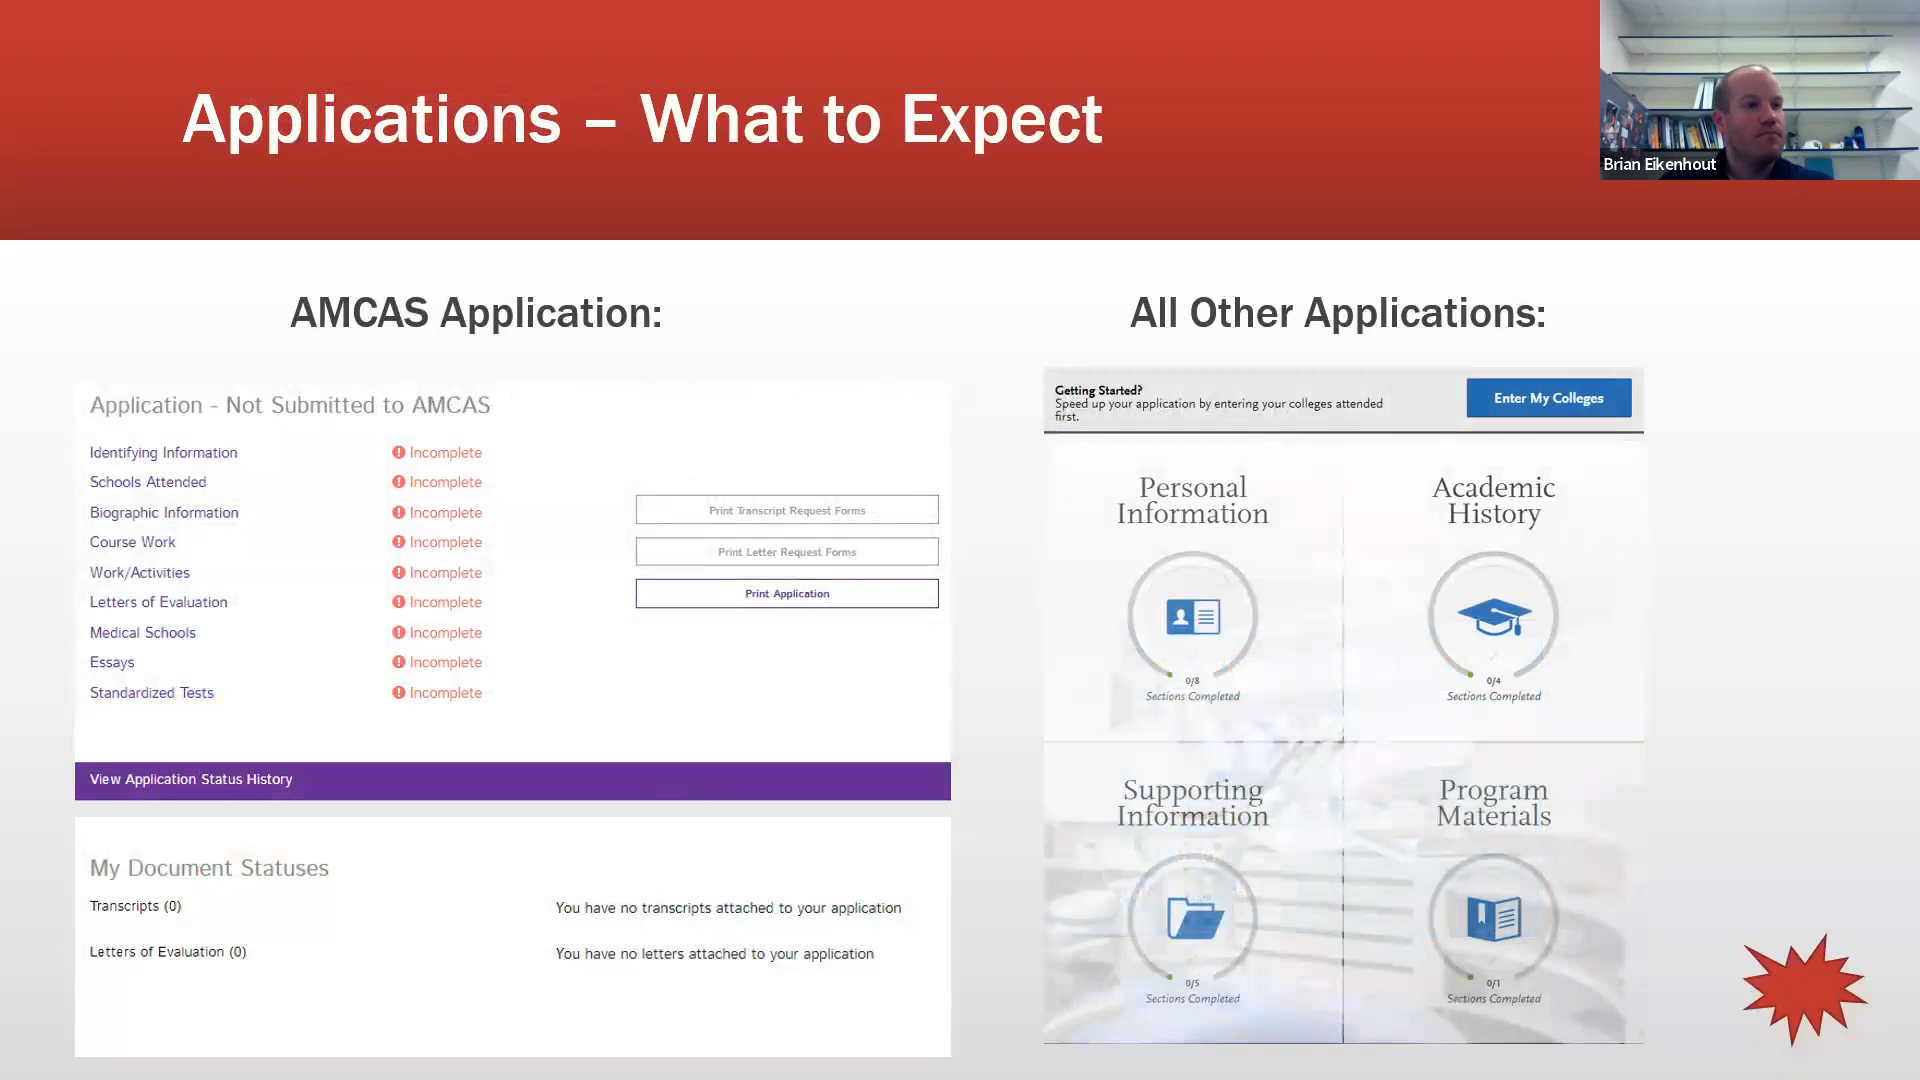 Applications – What to Expect
Brian Eikenhout
AMCAS Application:
Application - Not Submitted to AMCAS
Identifying Information Incomplete
Schools Attended Incomplete
Biographic Information Incomplete
Course Work Incomplete
Work/Activities Incomplete
Letters of Evaluation Incomplete
Medical Schools Incomplete
Essays Incomplete
Standardized Tests Incomplete
Print Transcript Request Forms
Print Letter Request Forms
Print Application
View Application Status History
My Document Statuses
Transcripts (0) You have no transcripts attached to your application
Letters of Evaluation (0) You have no letters attached to your application
All Other Applications:
Getting Started?
Speed up your application by entering your colleges attended
first.
Enter My Colleges
Personal
Information
0/8
Sections Completed
Academic
History
0/4
Sections Completed
Supporting
Information
0/5
Sections Completed
Program
Materials
0/1
Sections Completed